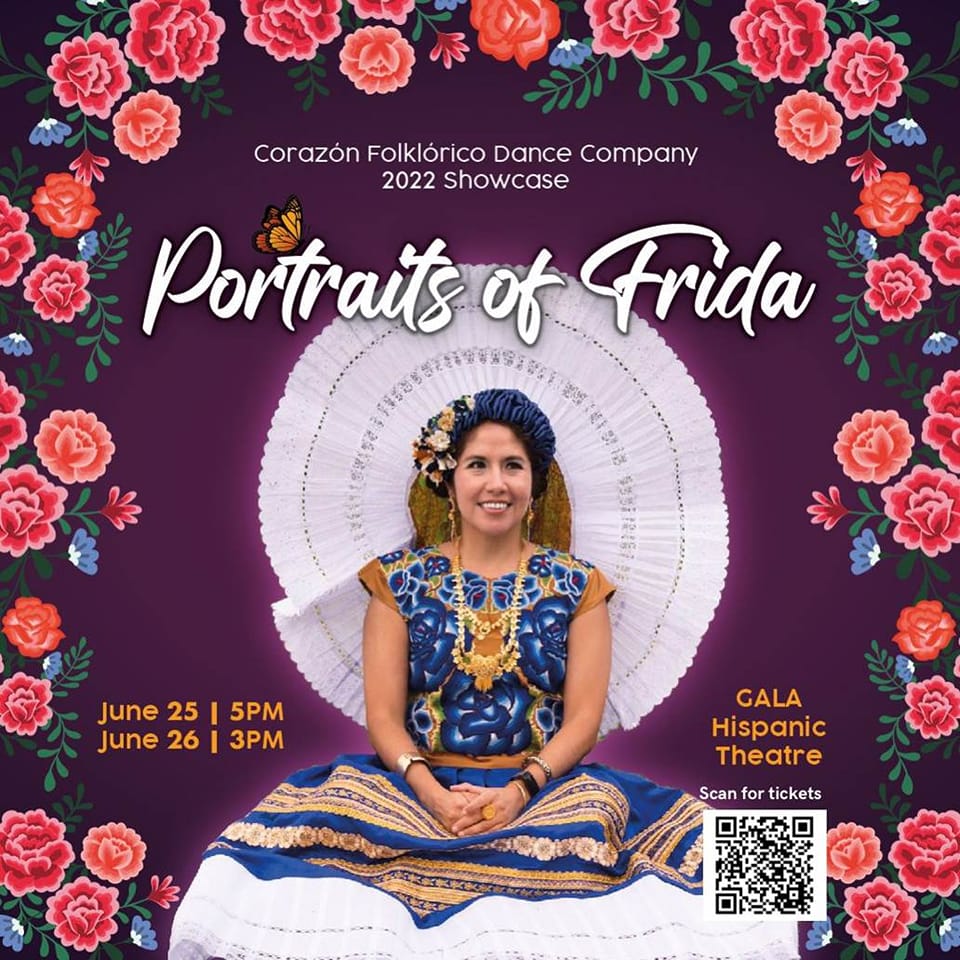 Corazón Folklórico Dance Company
2022 Showcase
Portraits of Frida
June 25 | 5PM
June 26 | 3PM
GALA
Hispanic
Theatre
Scan for tickets